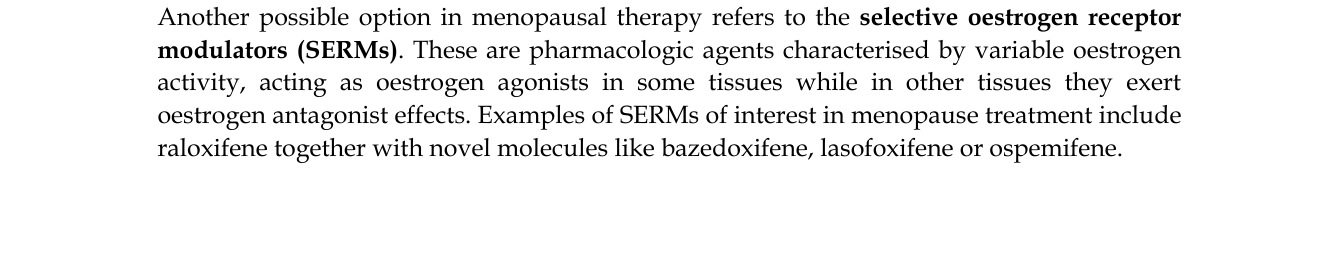 Another possible option in menopausal therapy refers to the selective oestrogen receptor
modulators (SERMs). These are pharmacologic agents characterised by variable oestrogen
activity, acting as oestrogen agonists in some tissues while in other tissues they exert
oestrogen antagonist effects. Examples of SERMs of interest in menopause treatment include
raloxifene together with novel molecules like bazedoxifene, lasofoxifene or ospemifene.